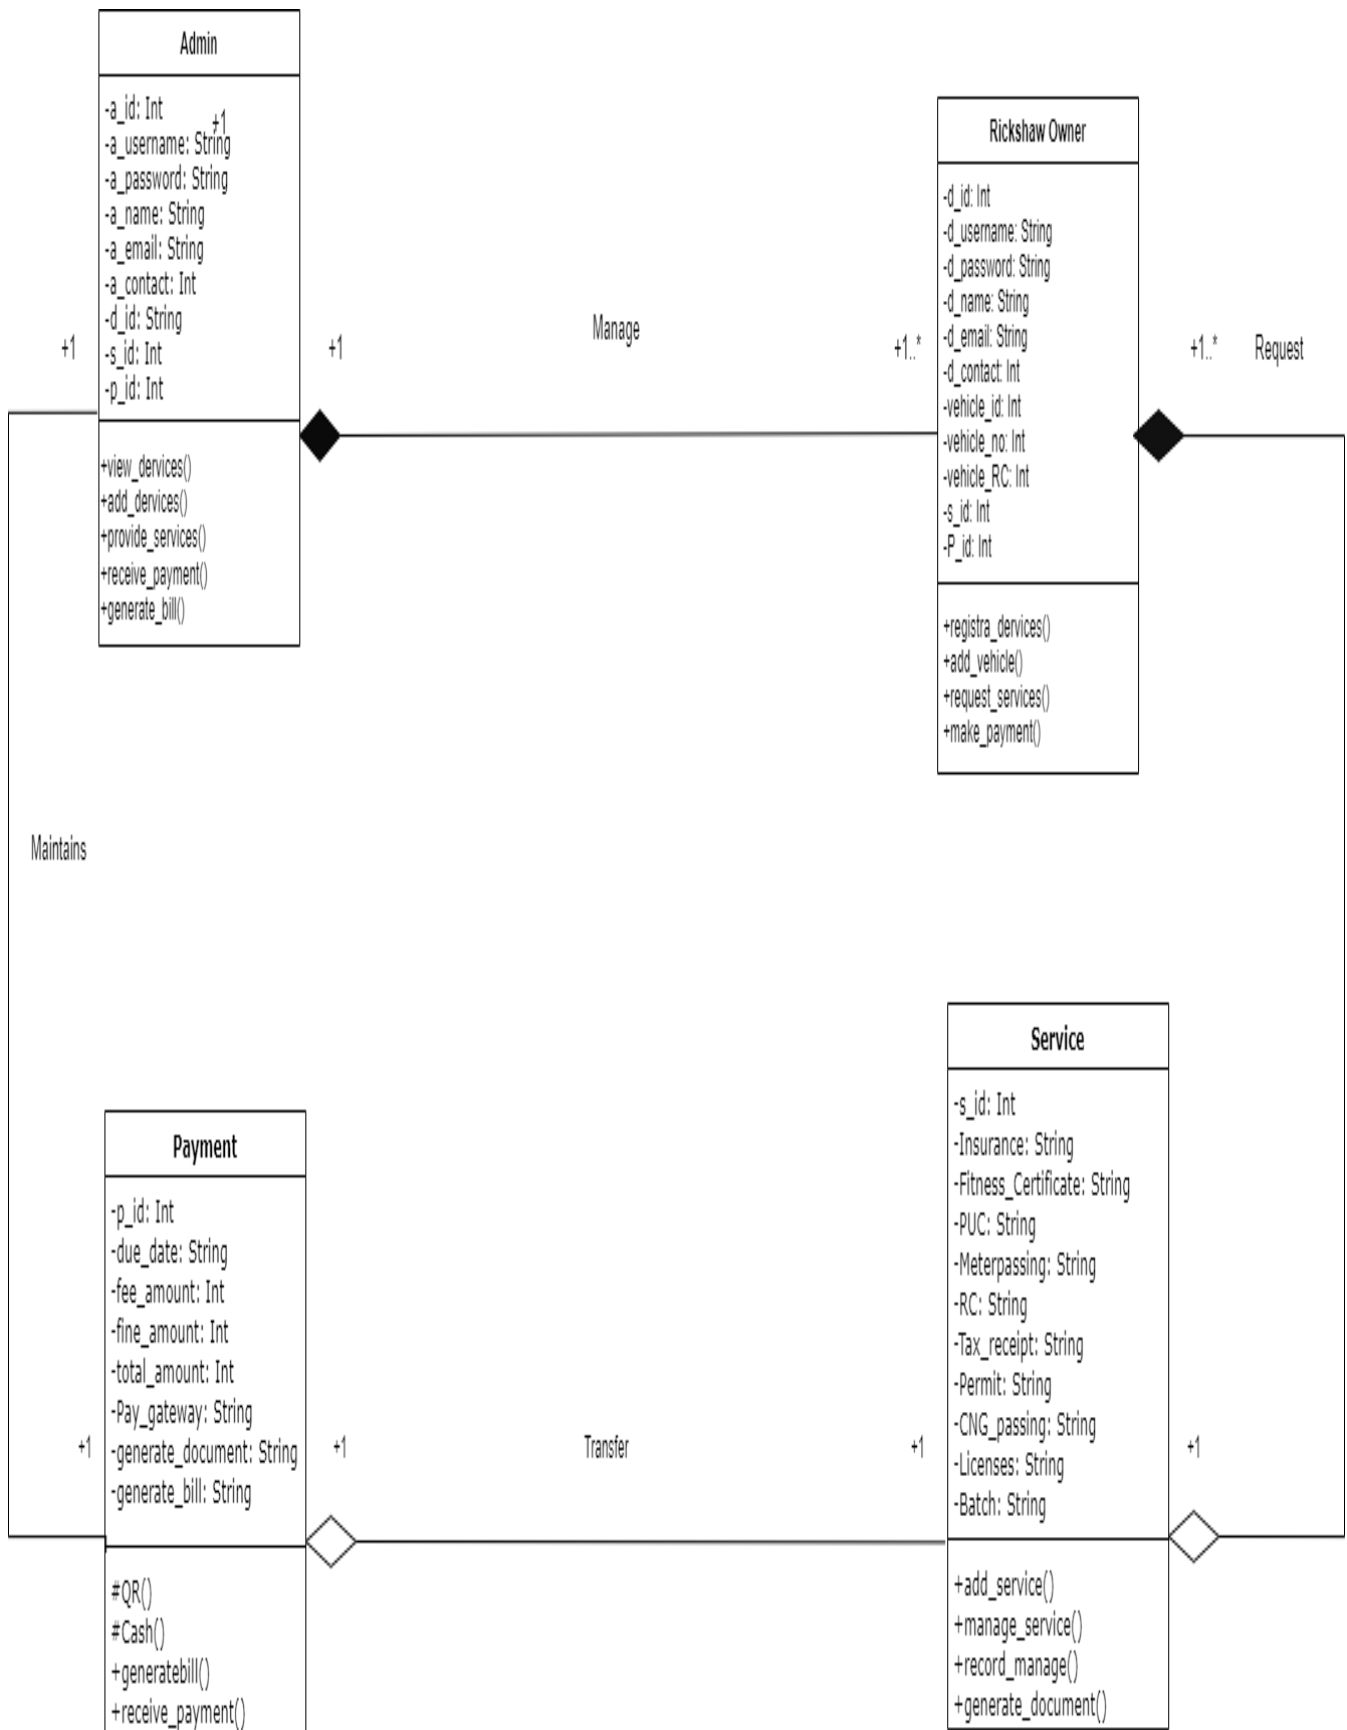 Admin
-a_id: Int
+1
-a_username: String
-a_password: String
-a_name: String
-a_email: String
-a_contact: Int
-d_id: String
-s_id: Int
-p_id: Int
+view_dervices()
+add_dervices()
+provide_services()
+receive_payment()
+generate_bill()
+1
+1
Manage
+1..*
Rickshaw Owner
-d_id: Int
-d_username: String
-d_password: String
-d_name: String
-d_email: String
-d_contact: Int
-vehicle_id: Int
-vehicle_no: Int
-vehicle_RC: Int
-s_id: Int
-P_id: Int
+registra_dervices()
+add_vehicle()
+request_services()
+make_payment()
+1..*
Request
Maintains
Payment
-p_id: Int
-due_date: String
-fee_amount: Int
-fine_amount: Int
-total_amount: Int
-Pay_gateway: String
-generate_document: String
-generate_bill: String
#QR()
#Cash()
+generatebill()
+receive_payment()
+1
+1
Transfer
+1
Service
-s_id: Int
-Insurance: String
-Fitness_Certificate: String
-PUC: String
-Meterpassing: String
-RC: String
-Tax_receipt: String
-Permit: String
-CNG_passing: String
-Licenses: String
-Batch: String
+add_service()
+manage_service()
+record_manage()
+generate_document()
+1